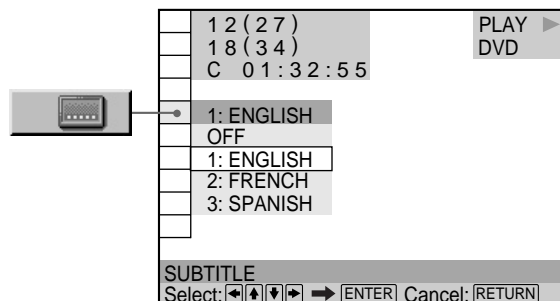 12(27) PLAY
18(34) DVD
C 01:32:55
1: ENGLISH
OFF
1: ENGLISH
2: FRENCH
3: SPANISH
SUBTITLE
Select: ENTER Cancel: RETURN